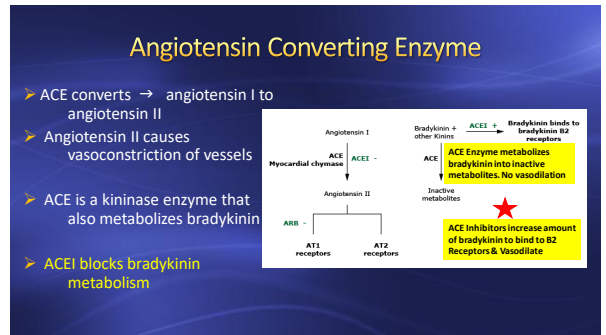 Angiotensin Converting Enzyme
ACE converts → angiotensin I to
angiotensin II
Angiotensin II causes
vasoconstriction of vessels
ACE is a kininase enzyme that
also metabolizes bradykinin
ACEI blocks bradykinin
metabolism
Angiotensin I
ACE
Myocardial chymase
ACEI -
Angiotensin II
ARB -
AT1
receptors
AT2
receptors
Bradykinin +
other Kinins
ACEI +
Bradykinin binds to
bradykinin B2
receptors
ACE
ACE Enzyme metabolizes
bradykinin into inactive
metabolites. No vasodilation
Inactive
metabolites
ACE Inhibitors increase amount
of bradykinin to bind to B2
Receptors & Vasodilate